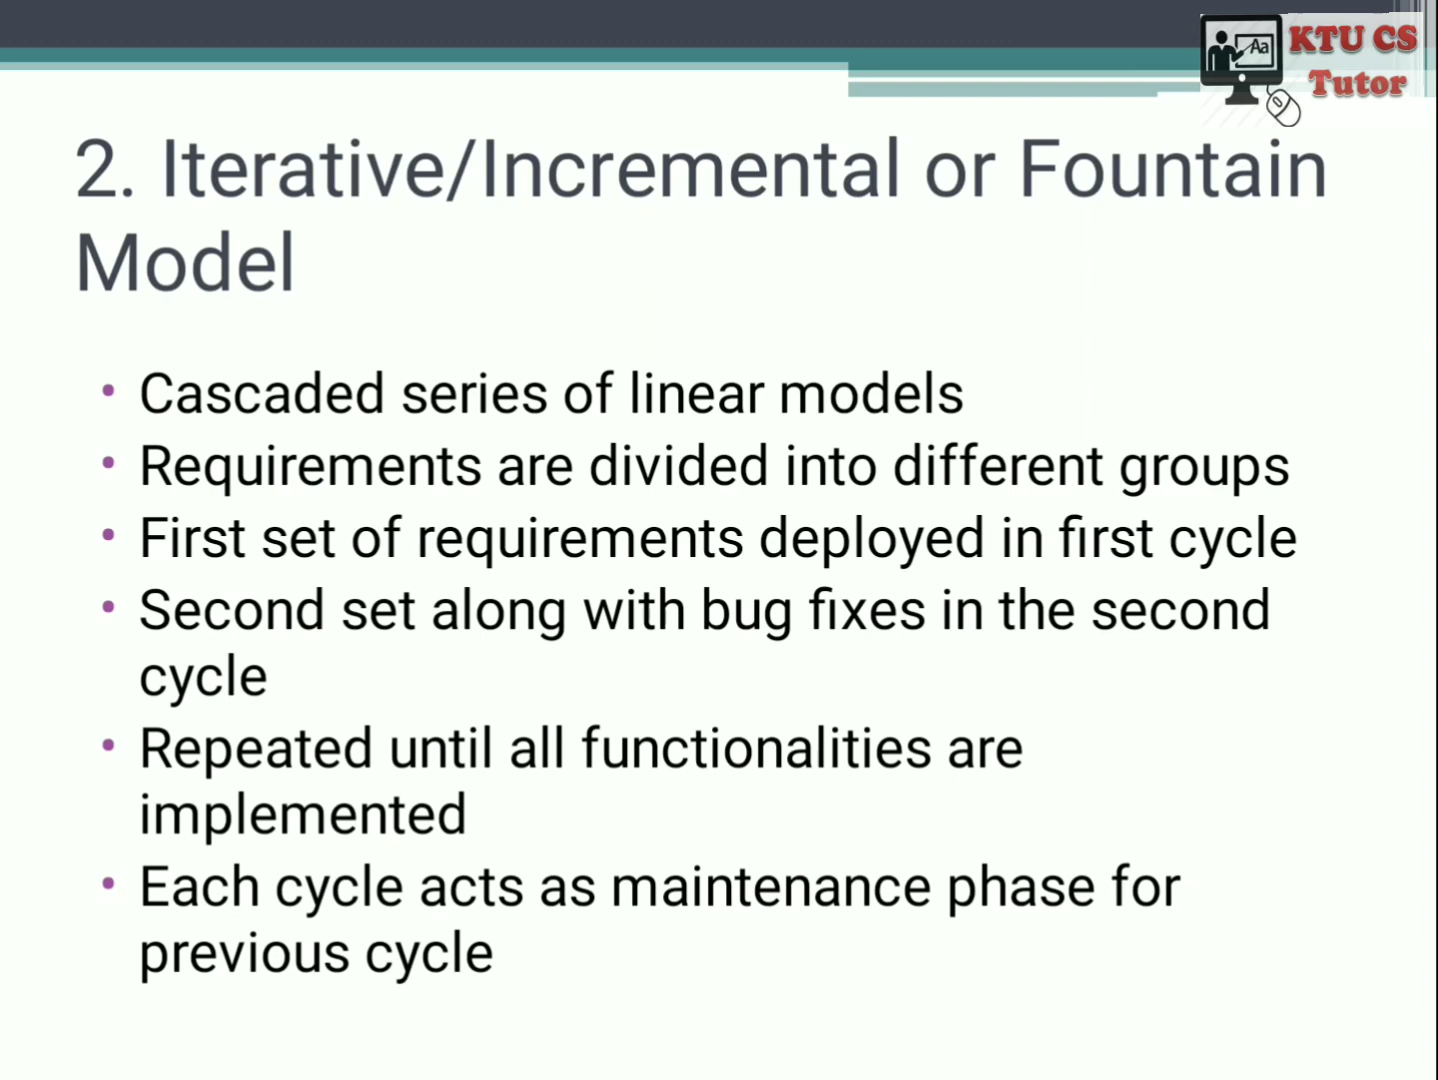 Aa
KTU CS
Tutor
2. Iterative/Incremental or Fountain
Model
• Cascaded series of linear models
• Requirements are divided into different groups
• First set of requirements deployed in first cycle
• Second set along with bug fixes in the second
cycle
• Repeated until all functionalities are
implemented
• Each cycle acts as maintenance phase for
previous cycle